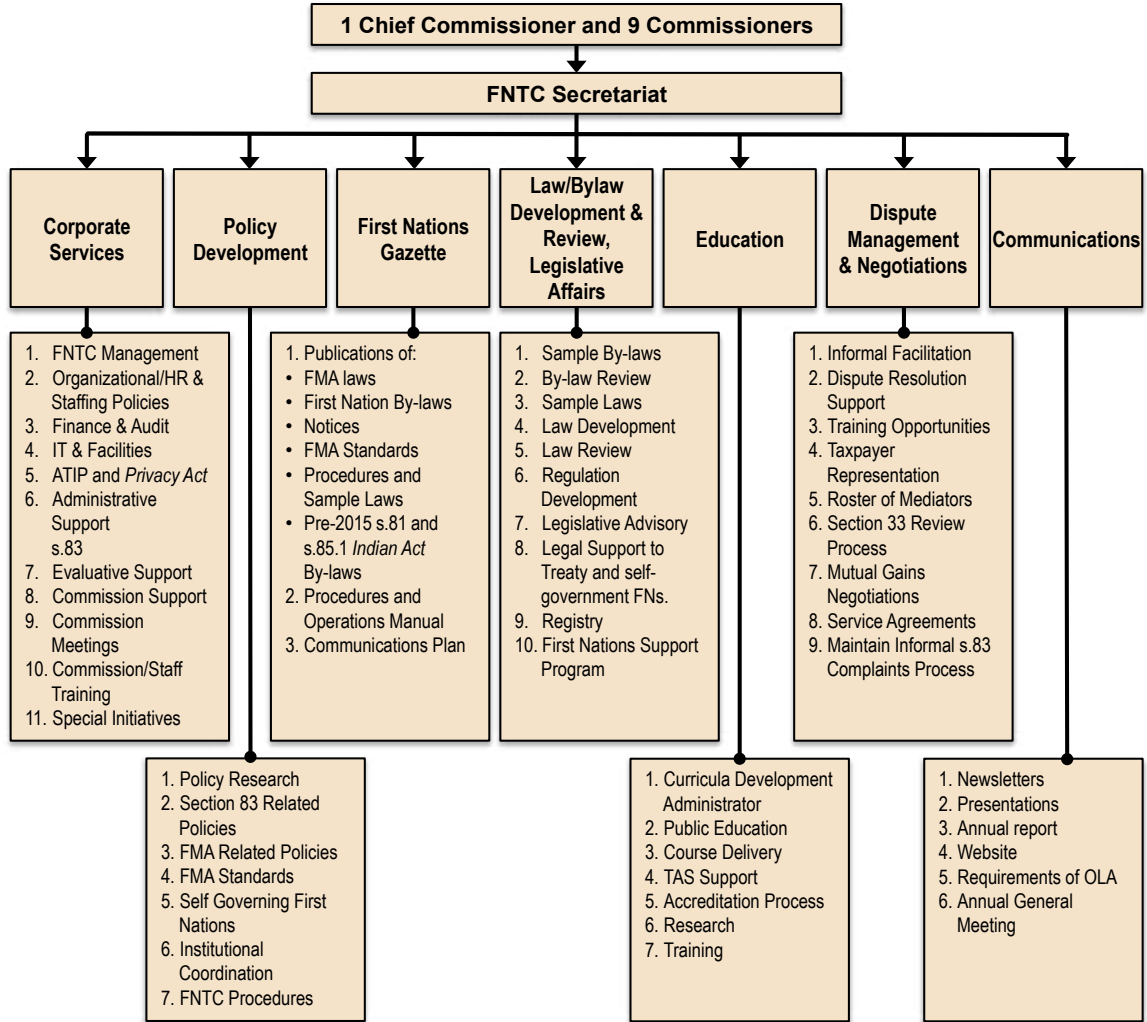 1 Chief Commissioner and 9 Commissioners
FNTC Secretariat
Corporate
Services
Policy
Development
First Nations
Gazette
Law/Bylaw
Development &
Review,
Legislative
Affairs
Education
Dispute
Management
& Negotiations
Communications
1. FNTC Management
2. Organizational/HR &
Staffing Policies
3. Finance & Audit
4. IT & Facilities
5. ATIP and Privacy Act
6. Administrative
Support
s.83
7. Evaluative Support
8. Commission Support
9. Commission
Meetings
10. Commission/Staff
Training
11. Special Initiatives
1. Publications of:
• FMA laws
• First Nation By-laws
• Notices
• FMA Standards
• Procedures and
Sample Laws
• Pre-2015 s.81 and
s.85.1 Indian Act
By-laws
2. Procedures and
Operations Manual
3. Communications Plan
1. Sample By-laws
2. By-law Review
3. Sample Laws
4. Law Development
5. Law Review
6. Regulation
Development
7. Legislative Advisory
8. Legal Support to
Treaty and self-
government FNs.
9. Registry
10. First Nations Support
Program
1. Informal Facilitation
2. Dispute Resolution
Support
3. Training Opportunities
4. Taxpayer
Representation
5. Roster of Mediators
6. Section 33 Review
Process
7. Mutual Gains
Negotiations
8. Service Agreements
9. Maintain Informal s.83
Complaints Process
1. Policy Research
2. Section 83 Related
Policies
3. FMA Related Policies
4. FMA Standards
5. Self Governing First
Nations
6. Institutional
Coordination
7. FNTC Procedures
1. Curricula Development
Administrator
2. Public Education
3. Course Delivery
4. TAS Support
5. Accreditation Process
6. Research
7. Training
1. Newsletters
2. Presentations
3. Annual report
4. Website
5. Requirements of OLA
6. Annual General
Meeting